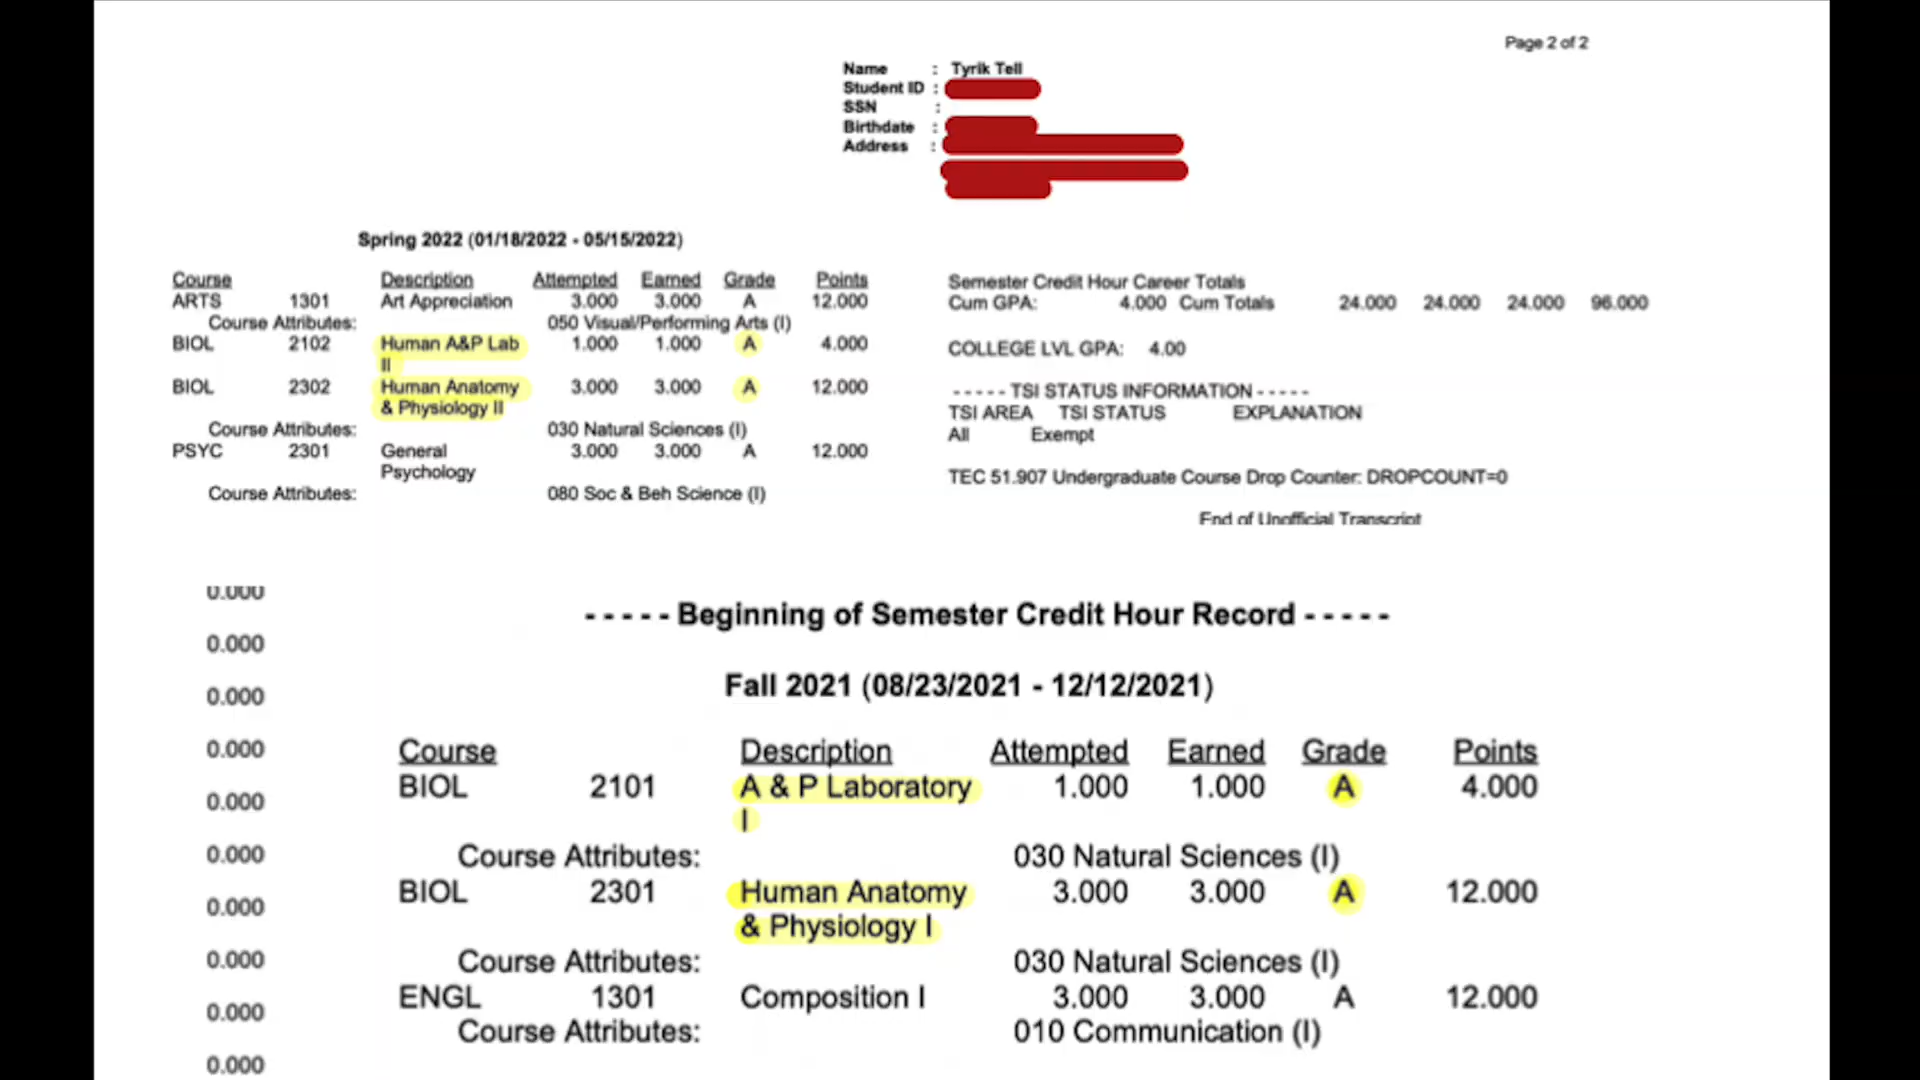 Page 2 of 2
Name : Tyrik Tell
Student ID :
SSN :
Birthdate :
Address :
Spring 2022 (01/18/2022 - 05/15/2022)
Course Description Attempted Earned Grade Points
ARTS 1301 Art Appreciation 3.000 3.000 A 12.000
Course Attributes: 050 Visual/Performing Arts (I)
BIOL 2102 Human A&P Lab 1.000 1.000 A 4.000
II
BIOL 2302 Human Anatomy 3.000 3.000 A 12.000
& Physiology II
Course Attributes: 030 Natural Sciences (I)
PSYC 2301 General 3.000 3.000 A 12.000
Psychology
Course Attributes: 080 Soc & Beh Science (I)
Semester Credit Hour Career Totals
Cum GPA: 4.000 Cum Totals 24.000 24.000 24.000 96.000
COLLEGE LVL GPA: 4.00
- - - - - TSI STATUS INFORMATION - - - - -
TSI AREA TSI STATUS EXPLANATION
All Exempt
TEC 51.907 Undergraduate Course Drop Counter: DROPCOUNT=0
End of Unofficial Transcript
0.000
0.000
0.000
0.000
0.000
0.000
0.000
0.000
0.000
0.000
- - - - - Beginning of Semester Credit Hour Record - - - - -
Fall 2021 (08/23/2021 - 12/12/2021)
Course Description Attempted Earned Grade Points
BIOL 2101 A & P Laboratory 1.000 1.000 A 4.000
I
Course Attributes: 030 Natural Sciences (I)
BIOL 2301 Human Anatomy 3.000 3.000 A 12.000
& Physiology I
Course Attributes: 030 Natural Sciences (I)
ENGL 1301 Composition I 3.000 3.000 A 12.000
Course Attributes: 010 Communication (I)